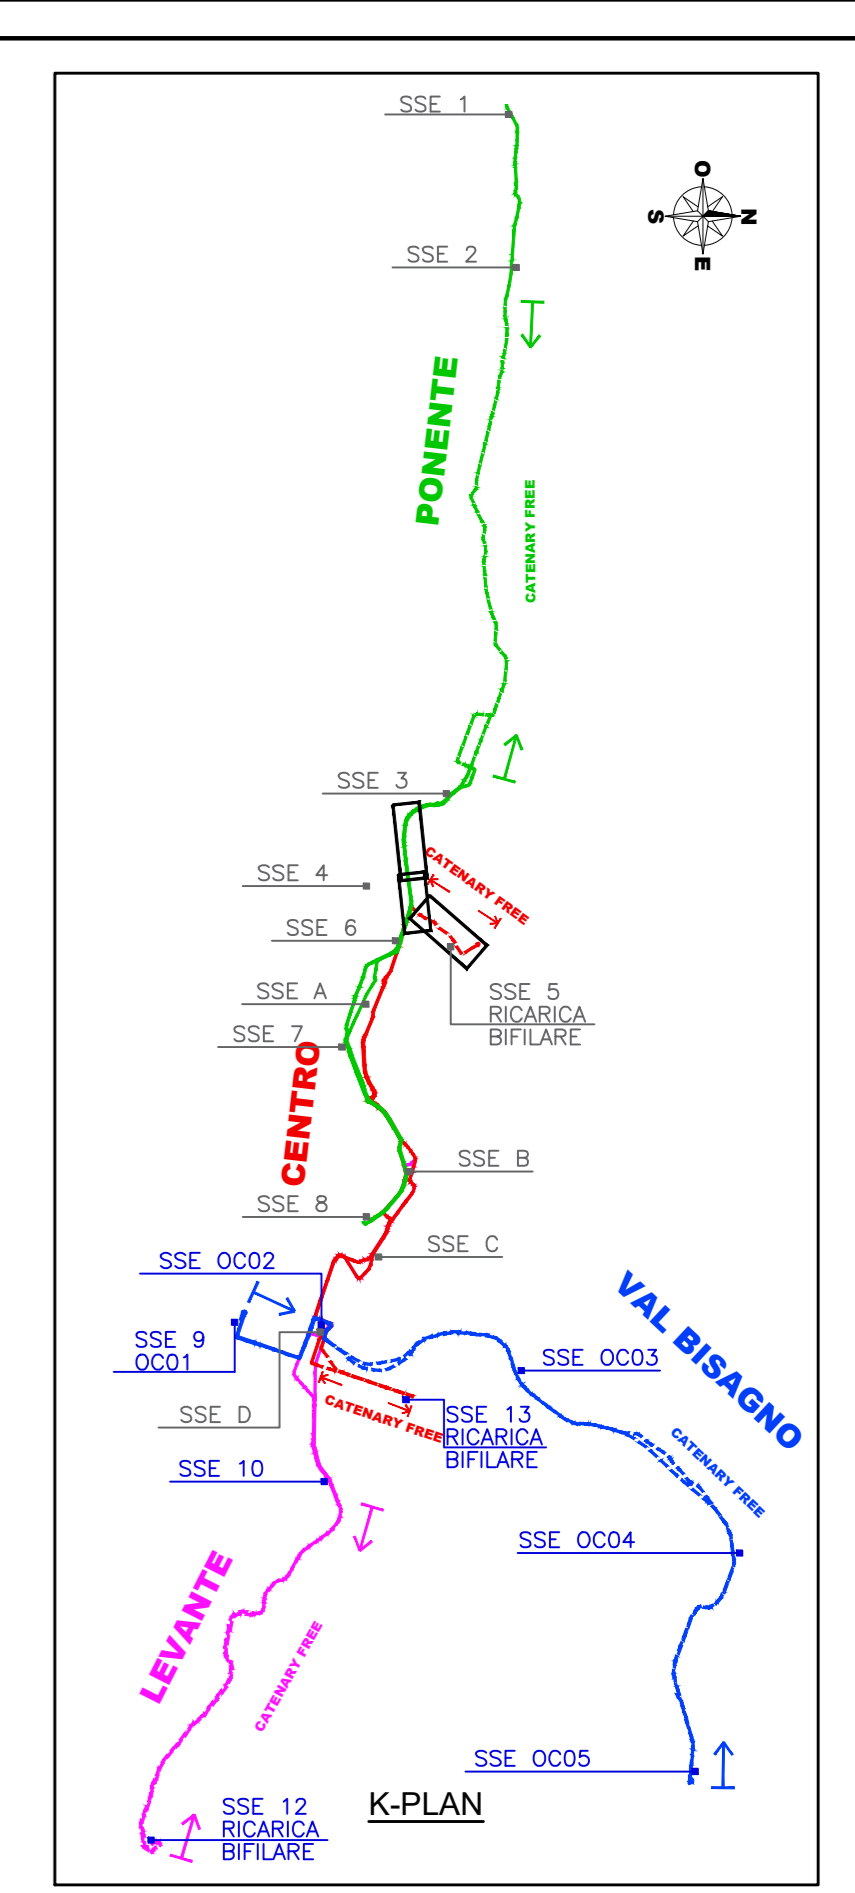 SSE 1
O
S
N
E
SSE 2
PONENTE
CATENARY FREE
SSE 3
CATENARY FREE
SSE 4
SSE 6
SSE A
SSE 5
RICARICA
BIFILARE
SSE 7
CENTRO
SSE B
SSE 8
SSE C
SSE OC02
VAL BISAGNO
SSE 9
OC01
SSE OC03
CATENARY FREE
SSE D
SSE 13
RICARICA
BIFILARE
CATENARY FREE
SSE 10
SSE OC04
LEVANTE
CATENARY FREE
SSE OC05
K-PLAN
SSE 12
RICARICA
BIFILARE